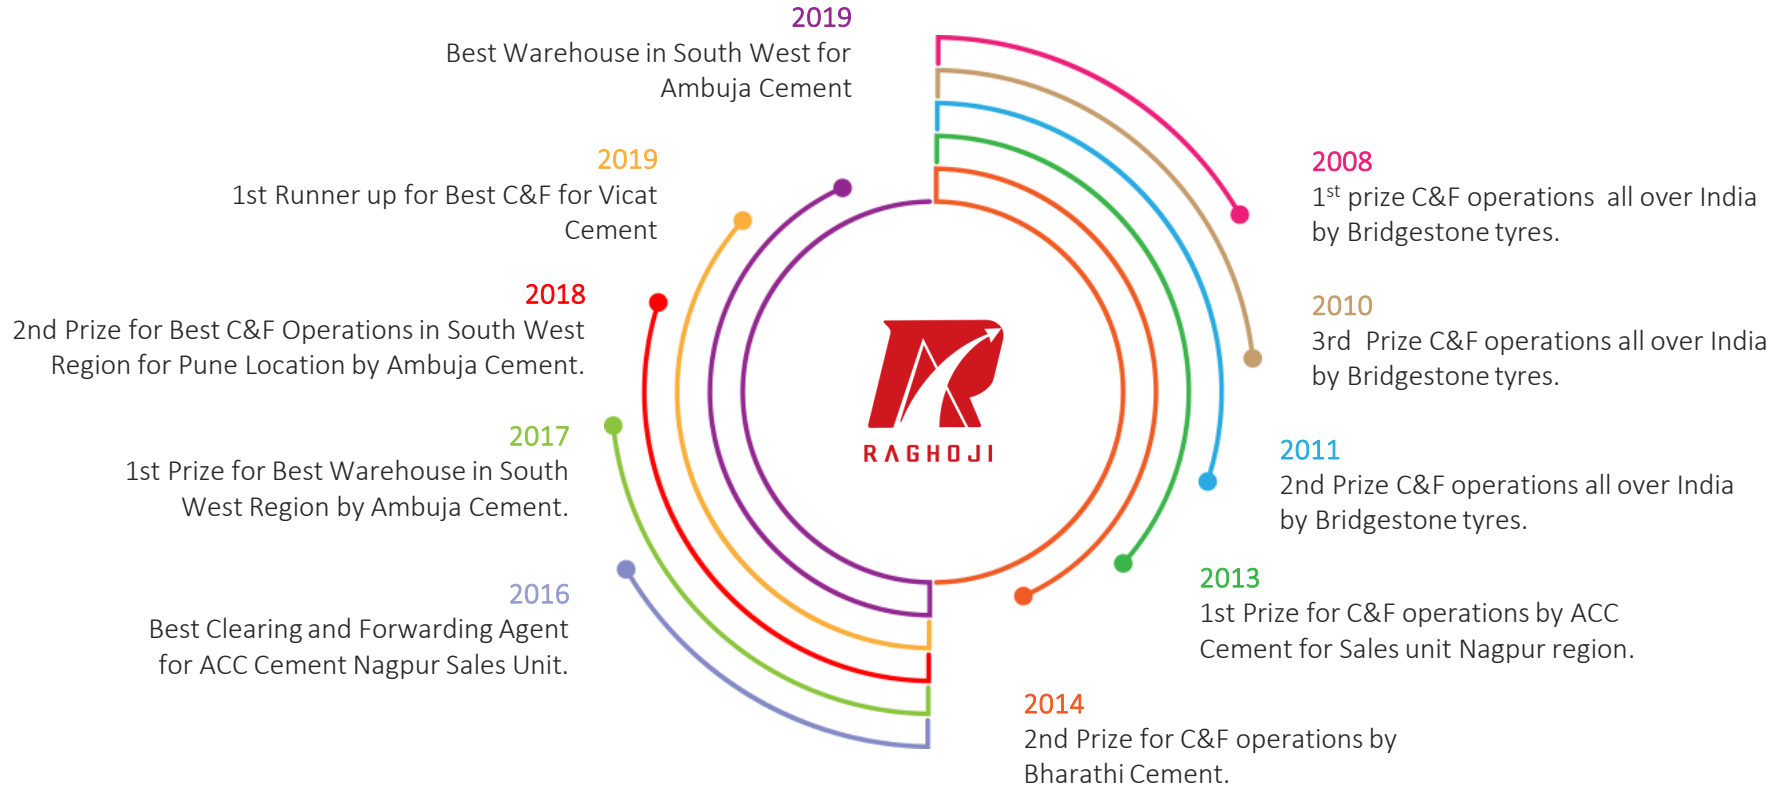 2019
Best Warehouse in South West for
Ambuja Cement
2019
1st Runner up for Best C&F for Vicat
Cement
2018
2nd Prize for Best C&F Operations in South West
Region for Pune Location by Ambuja Cement.
2017
1st Prize for Best Warehouse in South
West Region by Ambuja Cement.
2016
Best Clearing and Forwarding Agent
for ACC Cement Nagpur Sales Unit.
RAGHOJI
2008
1st prize C&F operations  all over India
by Bridgestone tyres.
2010
3rd  Prize C&F operations all over India
by Bridgestone tyres.
2011
2nd Prize C&F operations all over India
by Bridgestone tyres.
2013
1st Prize for C&F operations by ACC
Cement for Sales unit Nagpur region.
2014
2nd Prize for C&F operations by
Bharathi Cement.